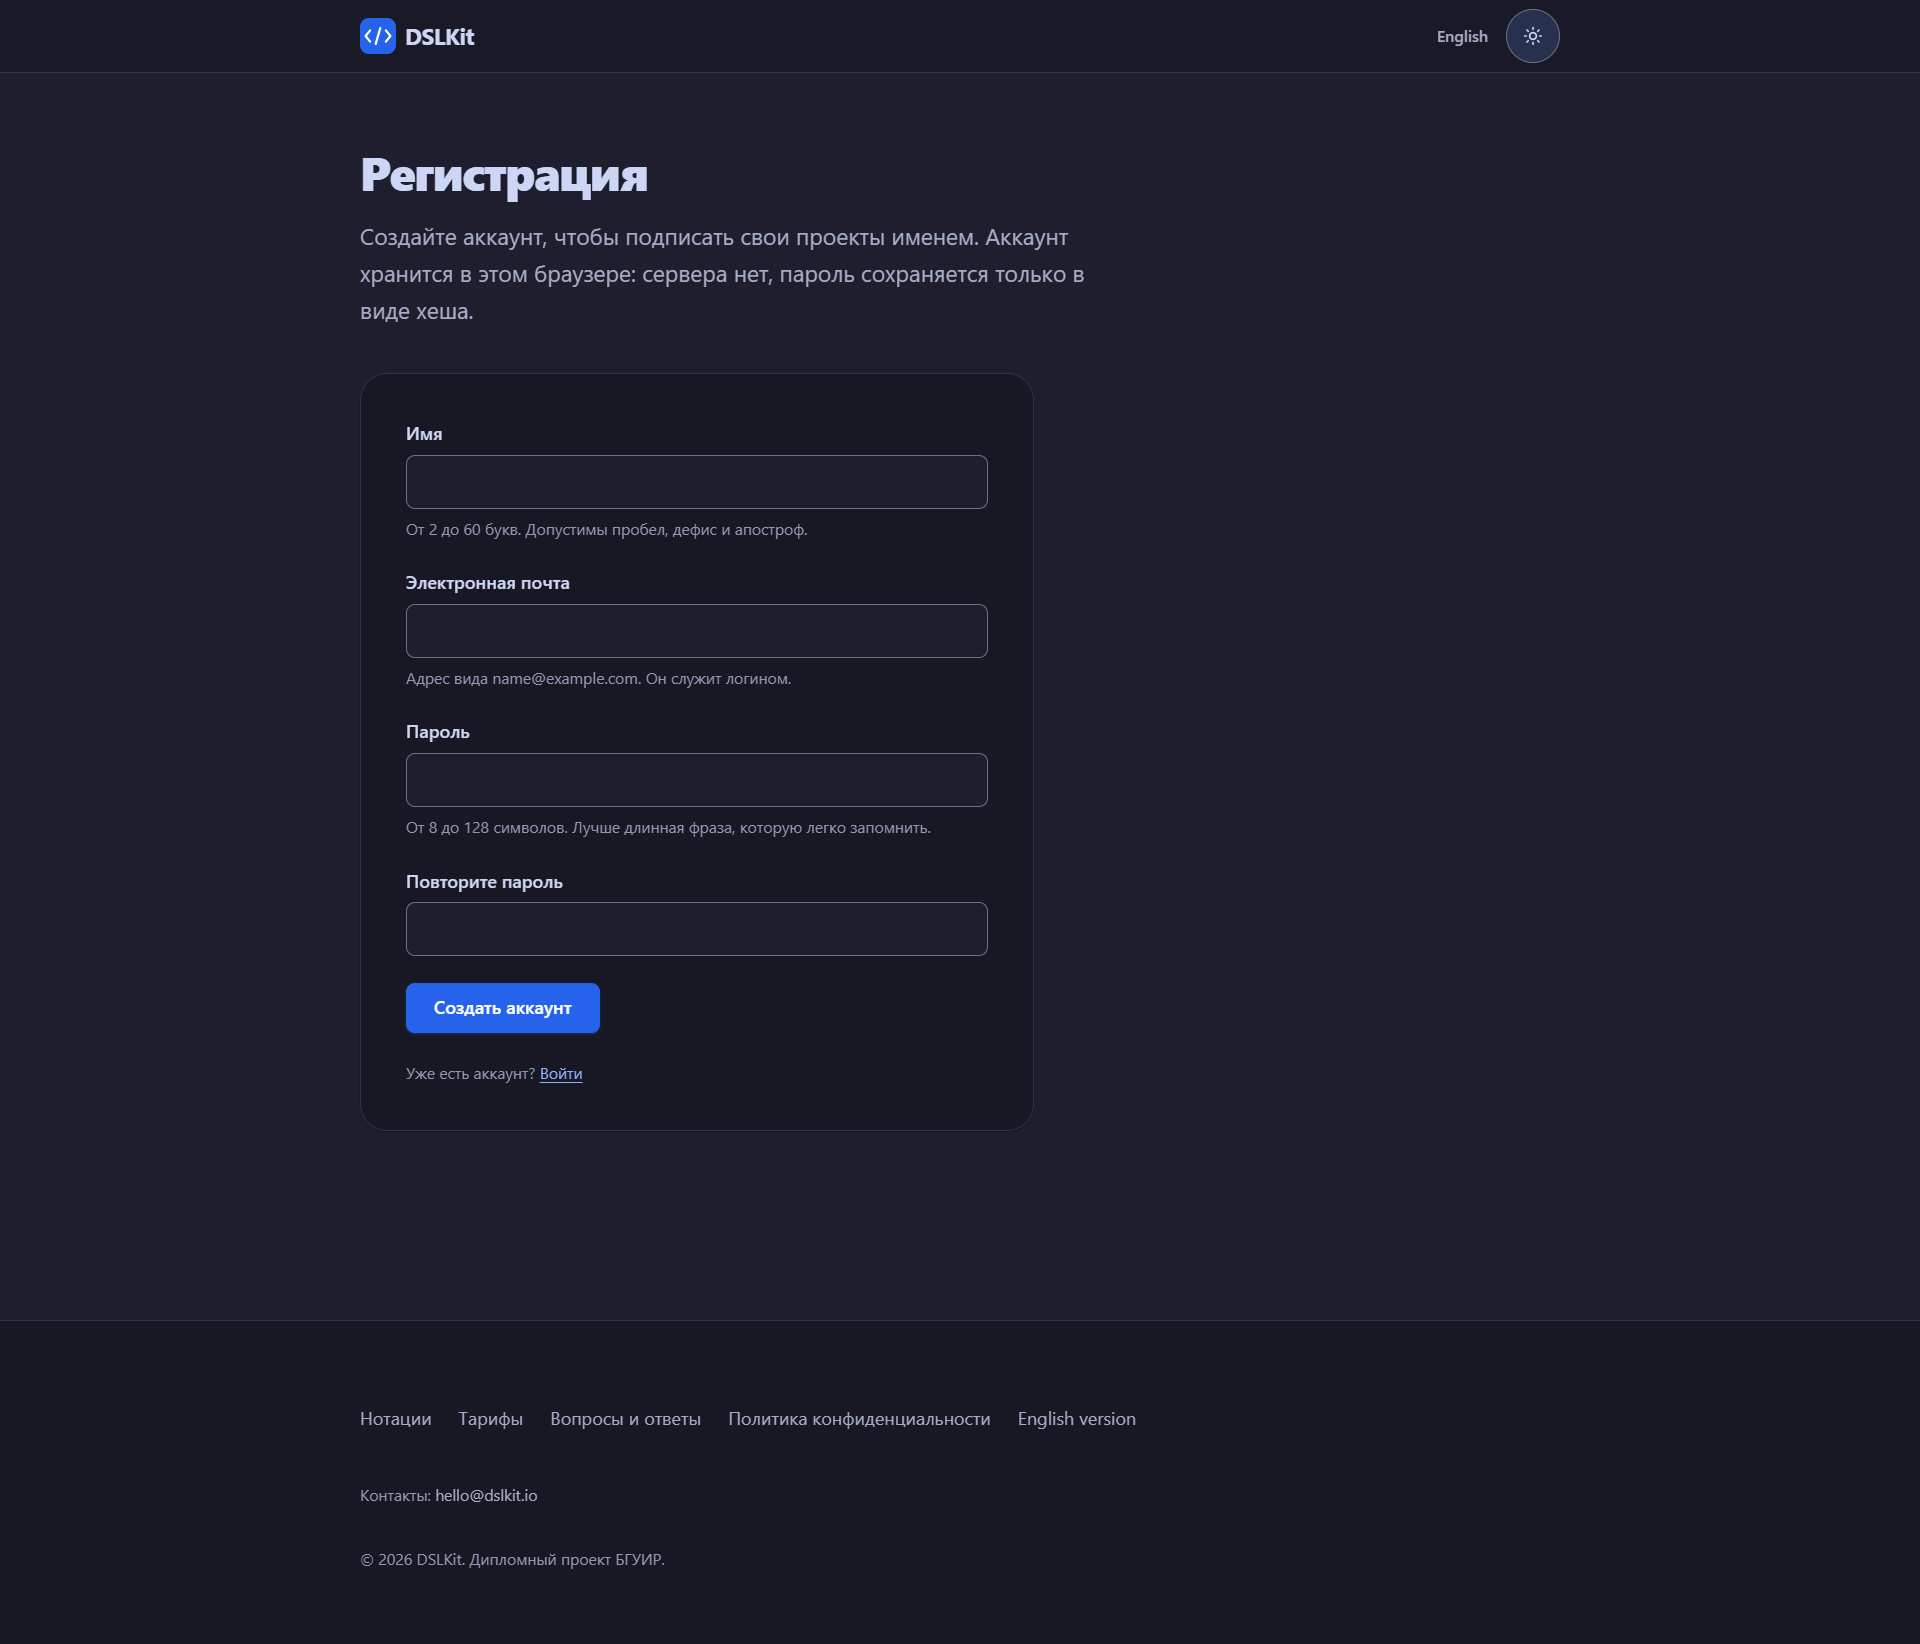 DSLKit
English
Регистрация
Создайте аккаунт, чтобы подписать свои проекты именем. Аккаунт
хранится в этом браузере: сервера нет, пароль сохраняется только в
виде хеша.
Имя
От 2 до 60 букв. Допустимы пробел, дефис и апостроф.
Электронная почта
Адрес вида name@example.com. Он служит логином.
Пароль
От 8 до 128 символов. Лучше длинная фраза, которую легко запомнить.
Повторите пароль
Создать аккаунт
Уже есть аккаунт? Войти
Нотации Тарифы Вопросы и ответы Политика конфиденциальности English version
Контакты: hello@dslkit.io
© 2026 DSLKit. Дипломный проект БГУИР.